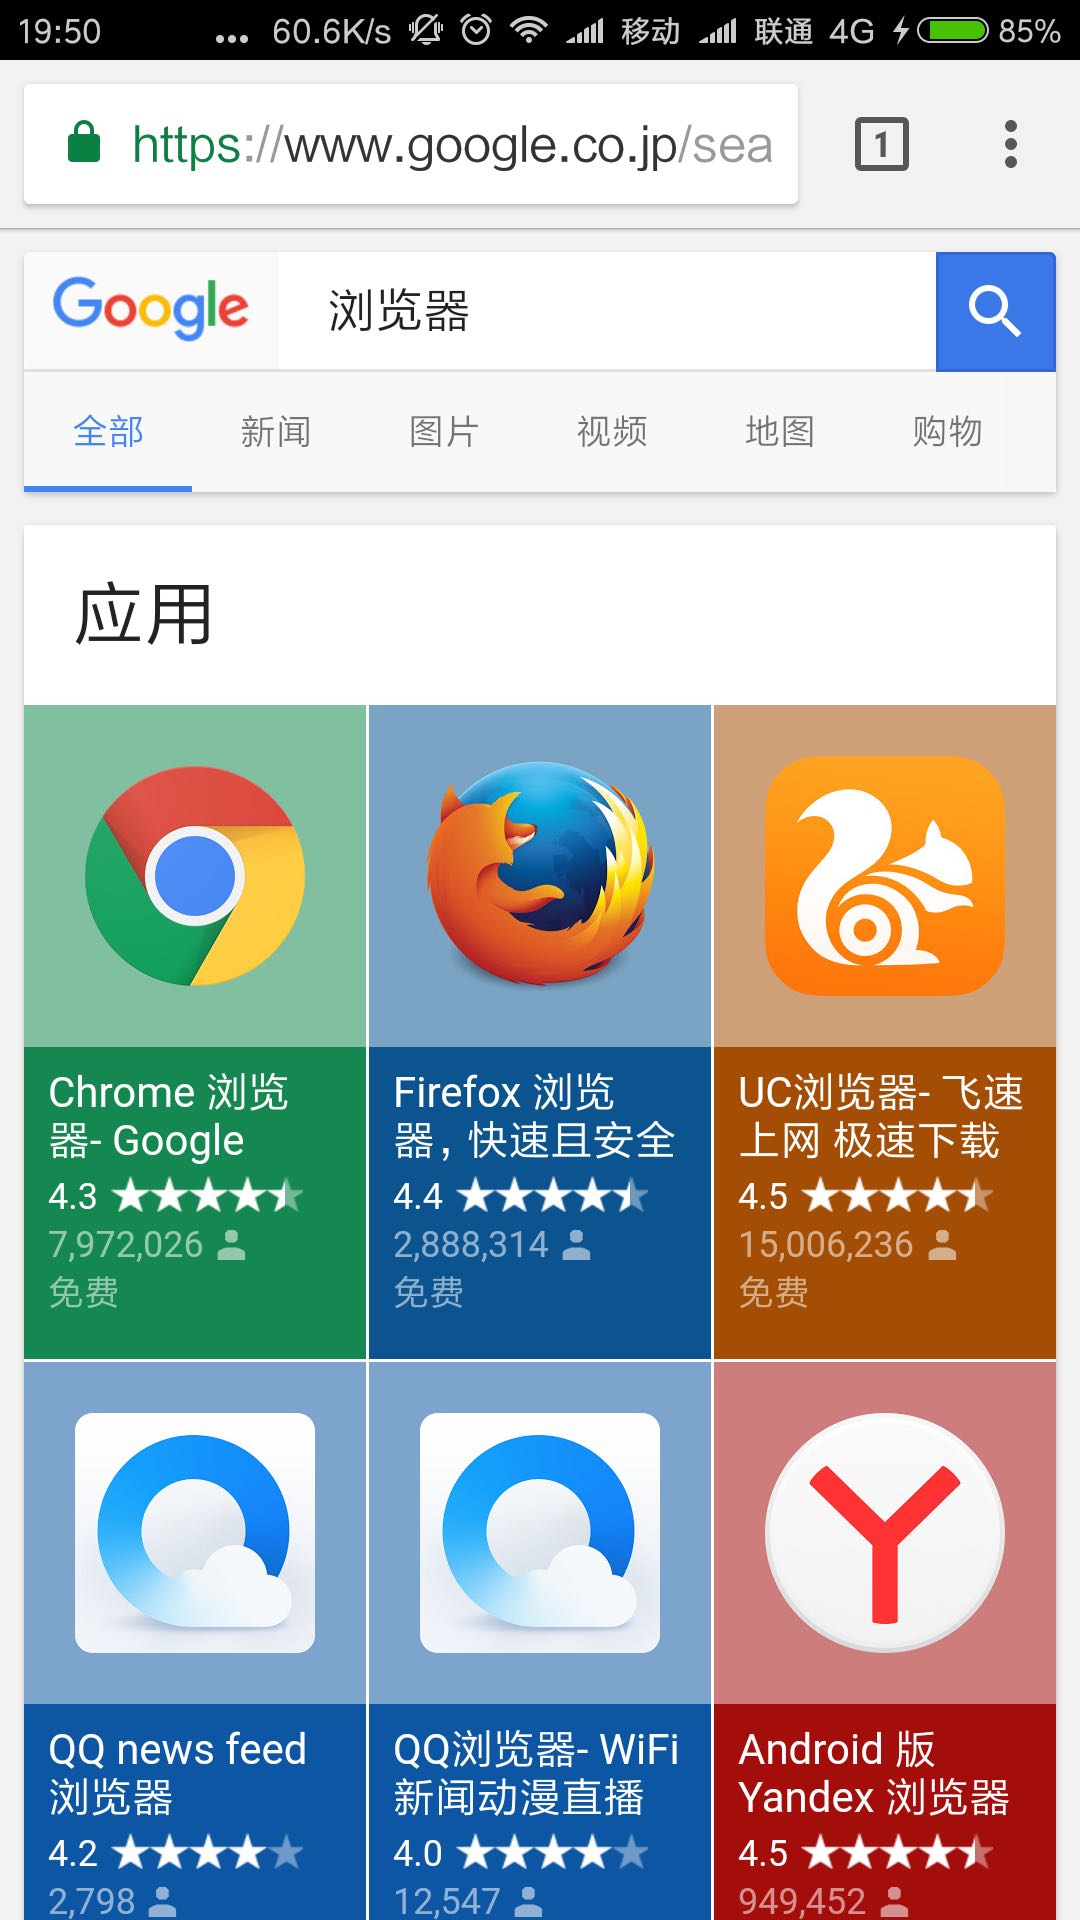 19:50 ... 60.6K/s 移动 联通 4G 85%
https://www.google.co.jp/sea 1
Google 浏览器
全部 新闻 图片 视频 地图 购物
应用
Chrome 浏览
器- Google
4.3
7,972,026
免费
Firefox 浏览
器，快速且安全
4.4
2,888,314
免费
UC浏览器- 飞速
上网 极速下载
4.5
15,006,236
免费
QQ news feed
浏览器
4.2
2,798
QQ浏览器- WiFi
新闻动漫直播
4.0
12,547
Android 版
Yandex 浏览器
4.5
949,452